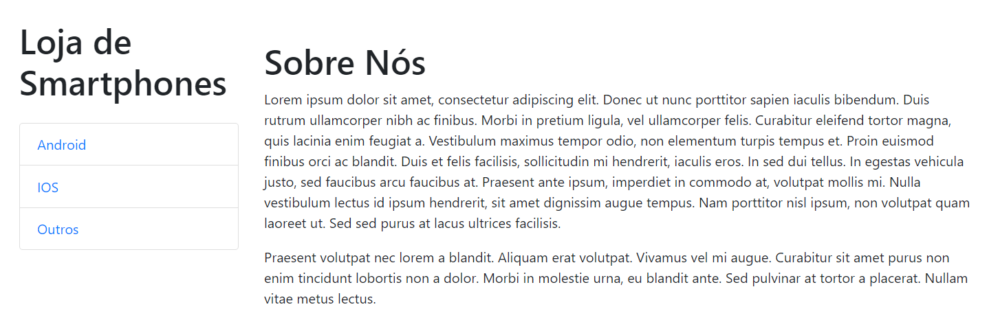 Loja de
Smartphones
Android
IOS
Outros
Sobre Nós
Lorem ipsum dolor sit amet, consectetur adipiscing elit. Donec ut nunc porttitor sapien iaculis bibendum. Duis
rutrum ullamcorper nibh ac finibus. Morbi in pretium ligula, vel ullamcorper felis. Curabitur eleifend tortor magna,
quis lacinia enim feugiat a. Vestibulum maximus tempor odio, non elementum turpis tempus et. Proin euismod
finibus orci ac blandit. Duis et felis facilisis, sollicitudin mi hendrerit, iaculis eros. In sed dui tellus. In egestas vehicula
justo, sed faucibus arcu faucibus at. Praesent ante ipsum, imperdiet in commodo at, volutpat mollis mi. Nulla
vestibulum lectus id ipsum hendrerit, sit amet dignissim augue tempus. Nam porttitor nisl ipsum, non volutpat quam
laoreet ut. Sed sed purus at lacus ultrices facilisis.
Praesent volutpat nec lorem a blandit. Aliquam erat volutpat. Vivamus vel mi augue. Curabitur sit amet purus non
enim tincidunt lobortis non a dolor. Morbi in molestie urna, eu blandit ante. Sed pulvinar at tortor a placerat. Nullam
vitae metus lectus.